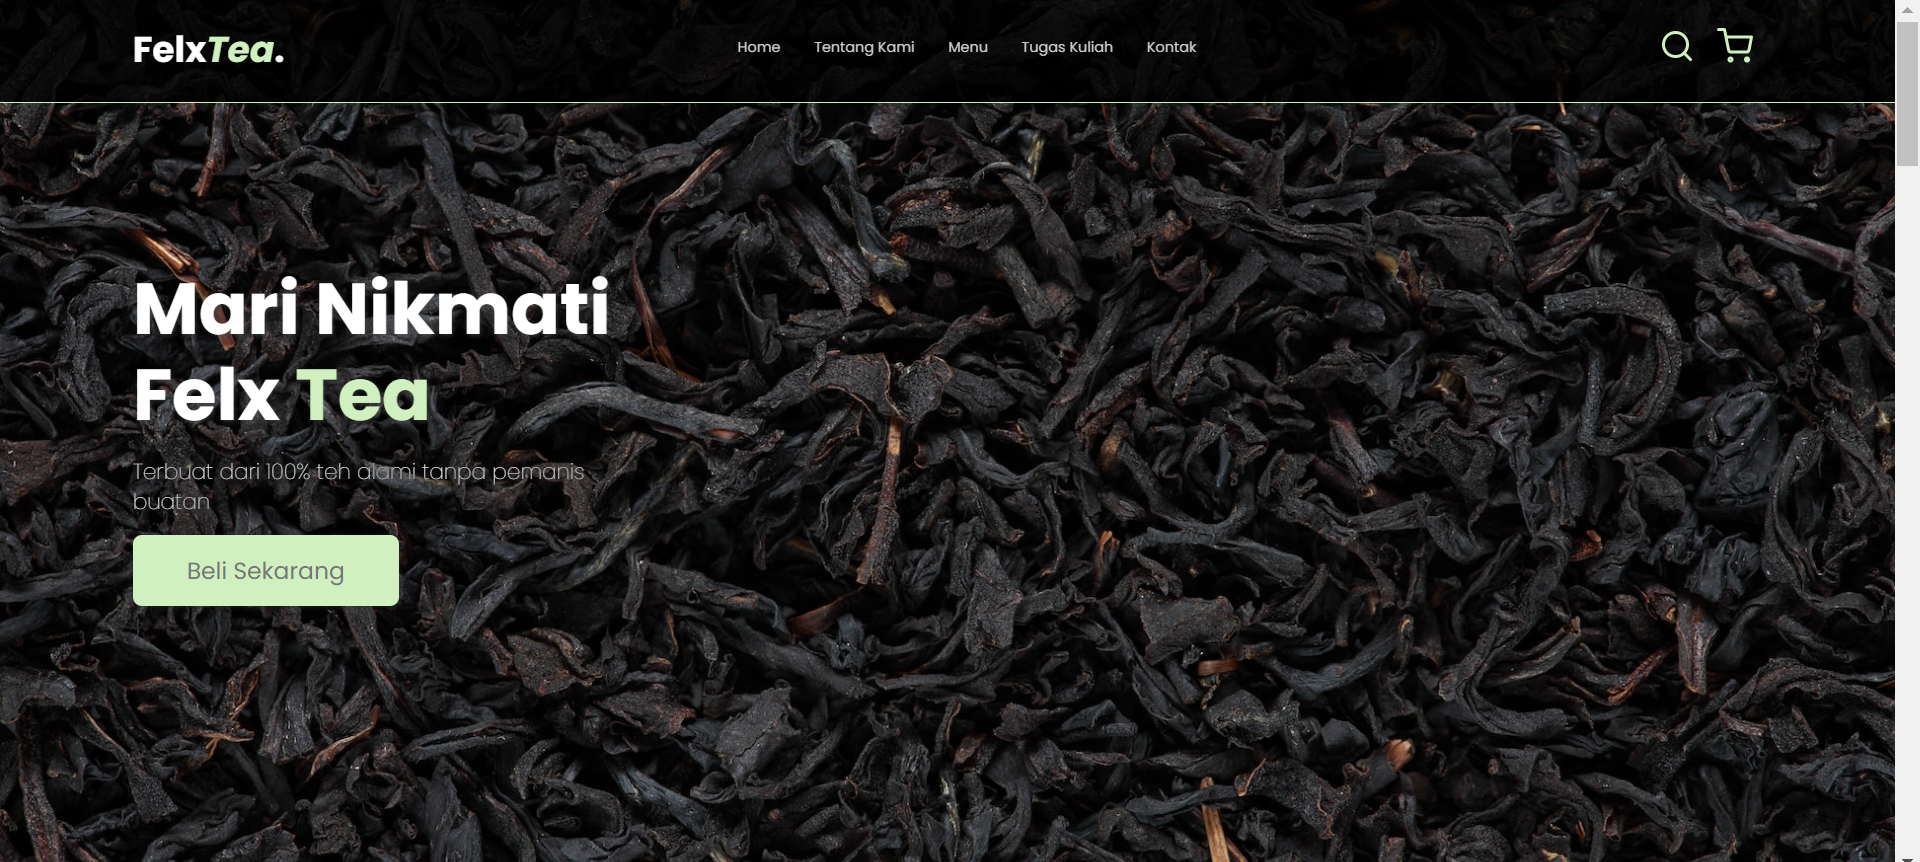 FelxTea.
Home
Tentang Kami
Menu
Tugas Kuliah
Kontak
Mari Nikmati
Felx Tea
Terbuat dari 100% teh alami tanpa pemanis
buatan
Beli Sekarang